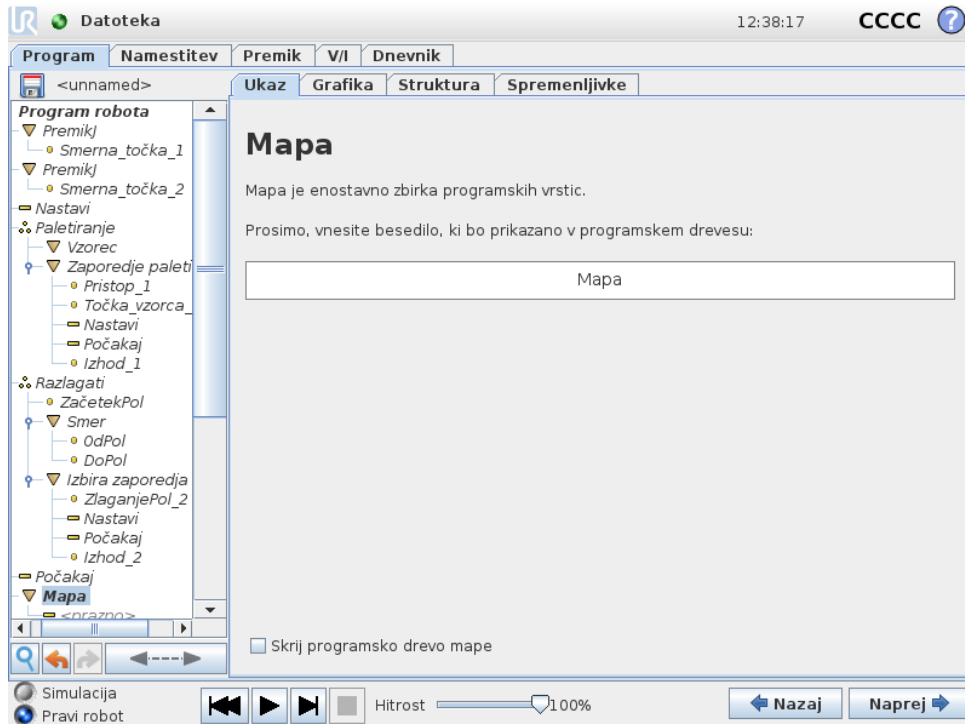 UR Datoteka 12:38:17 CCCC ?
Program Namestitev Premik V/I Dnevnik
<unnamed>
Ukaz Grafika Struktura Spremenljivke
Program robota
PremikJ
Smerna_točka_1
PremikJ
Smerna_točka_2
Nastavi
Paletiranje
Vzorec
Zaporedje paleti
Pristop_1
Točka_vzorca_
Nastavi
Počakaj
Izhod_1
Razlagati
ZačetekPol
Smer
OdPol
DoPol
Izbira zaporedja
ZlaganjePol_2
Nastavi
Počakaj
Izhod_2
Počakaj
Mapa
<prazno>
Mapa
Mapa je enostavno zbirka programskih vrstic.
Prosimo, vnesite besedilo, ki bo prikazano v programskem drevesu:
Mapa
Skrij programsko drevo mape
Simulacija
Pravi robot
Hitrost 100%
Nazaj Naprej